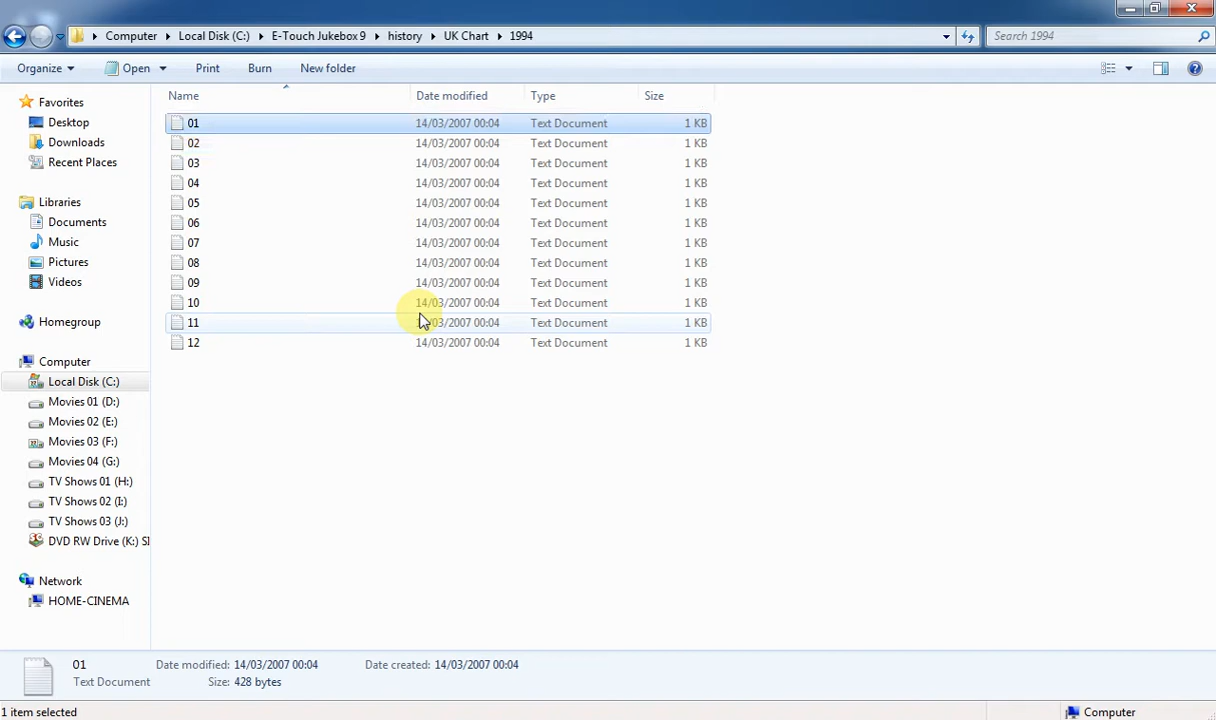 Computer Local Disk (C:) E-Touch Jukebox 9 history UK Chart 1994 Search 1994
Organize Open Print Burn New folder
Name Date modified Type Size
Favorites
Desktop
Downloads
Recent Places
Libraries
Documents
Music
Pictures
Videos
Homegroup
Computer
Local Disk (C:)
Movies 01 (D:)
Movies 02 (E:)
Movies 03 (F:)
Movies 04 (G:)
TV Shows 01 (H:)
TV Shows 02 (I:)
TV Shows 03 (J:)
DVD RW Drive (K:) SI
Network
HOME-CINEMA
01 14/03/2007 00:04 Text Document 1 KB
02 14/03/2007 00:04 Text Document 1 KB
03 14/03/2007 00:04 Text Document 1 KB
04 14/03/2007 00:04 Text Document 1 KB
05 14/03/2007 00:04 Text Document 1 KB
06 14/03/2007 00:04 Text Document 1 KB
07 14/03/2007 00:04 Text Document 1 KB
08 14/03/2007 00:04 Text Document 1 KB
09 14/03/2007 00:04 Text Document 1 KB
10 14/03/2007 00:04 Text Document 1 KB
11 14/03/2007 00:04 Text Document 1 KB
12 14/03/2007 00:04 Text Document 1 KB
01 Date modified: 14/03/2007 00:04 Date created: 14/03/2007 00:04
Text Document Size: 428 bytes
1 item selected Computer